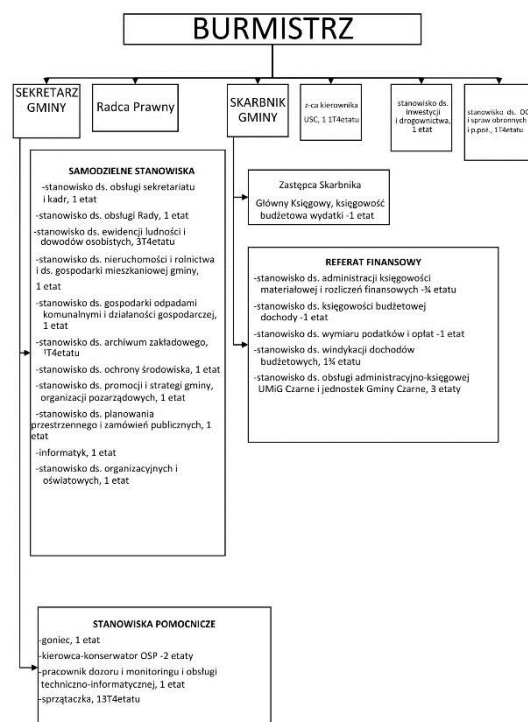 BURMISTRZ
SEKRETARZ
GMINY
Radca Prawny
SKARBNIK
GMINY
z-ca kierownika
USC, 1 1T4etatu
stanowisko ds.
inwestycji
i drogownictwa,
1 etat
stanowisko ds. OC
i spraw obronnych
i p.poż., 1T4etatu
SAMODZIELNE STANOWISKA
-stanowisko ds. obsługi sekretariatu
i kadr, 1 etat
-stanowisko ds. obsługi Rady, 1 etat
-stanowisko ds. ewidencji ludności i
dowodów osobistych, 3T4etatu
-stanowisko ds. nieruchomości i rolnictwa
i ds. gospodarki mieszkaniowej gminy,
1 etat
-stanowisko ds. gospodarki odpadami
komunalnymi i działaności gospodarczej,
1 etat
-stanowisko ds. archiwum zakładowego,
¹T4etatu
-stanowisko ds. ochrony środowiska, 1 etat
-stanowisko ds. promocji i strategi gminy,
organizacji pozarządowych, 1 etat
-stanowisko ds. planowania
przestrzennego i zamówień publicznych, 1
etat
-informatyk, 1 etat
-stanowisko ds. organizacyjnych i
oświatowych, 1 etat
Zastępca Skarbnika
Główny Księgowy, księgowość
budżetowa wydatki -1 etat
REFERAT FINANSOWY
-stanowisko ds. administracji księgowości
materiałowej i rozliczeń finansowych -¾ etatu
-stanowisko ds. księgowości budżetowej
dochody -1 etat
-stanowisko ds. wymiaru podatków i opłat -1 etat
-stanowisko ds. windykacji dochodów
budżetowych, 1¾ etatu
-stanowisko ds. obsługi administracyjno-księgowej
UMiG Czarne i jednostek Gminy Czarne, 3 etaty
STANOWISKA POMOCNICZE
-goniec, 1 etat
-kierowca-konserwator OSP -2 etaty
-pracownik dozoru i monitoringu i obsługi
techniczno-informatycznej, 1 etat
-sprzątaczka, 13T4etatu